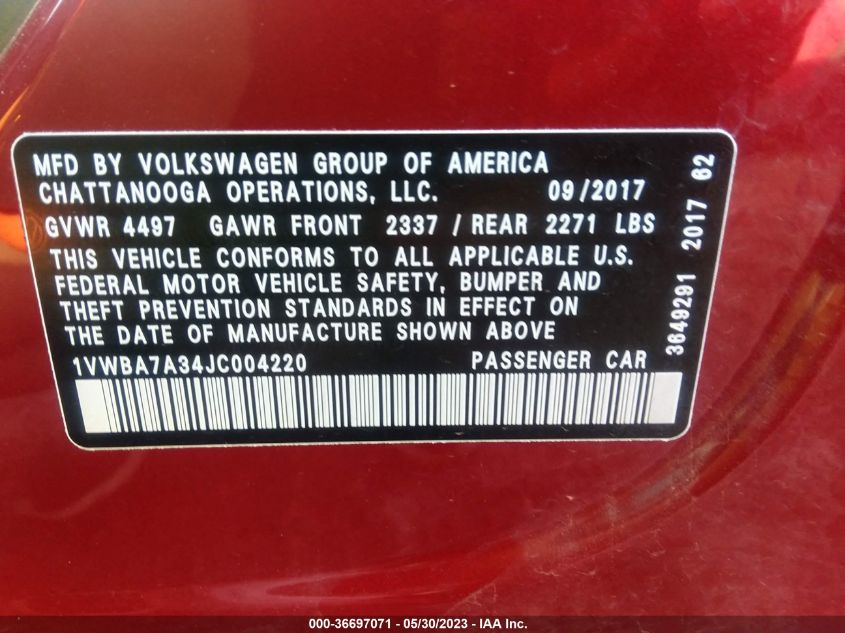 MFD BY VOLKSWAGEN GROUP OF AMERICA
CHATTANOOGA OPERATIONS, LLC. 09/2017
GVWR 4497 GAWR FRONT 2337 / REAR 2271 LBS
THIS VEHICLE CONFORMS TO ALL APPLICABLE U.S.
FEDERAL MOTOR VEHICLE SAFETY, BUMPER AND
THEFT PREVENTION STANDARDS IN EFFECT ON
THE DATE OF MANUFACTURE SHOWN ABOVE
1VWBA7A34JC004220 PASSENGER CAR
3649291 2017 62
000-36697071 / 05/30/2023 - IAA Inc.